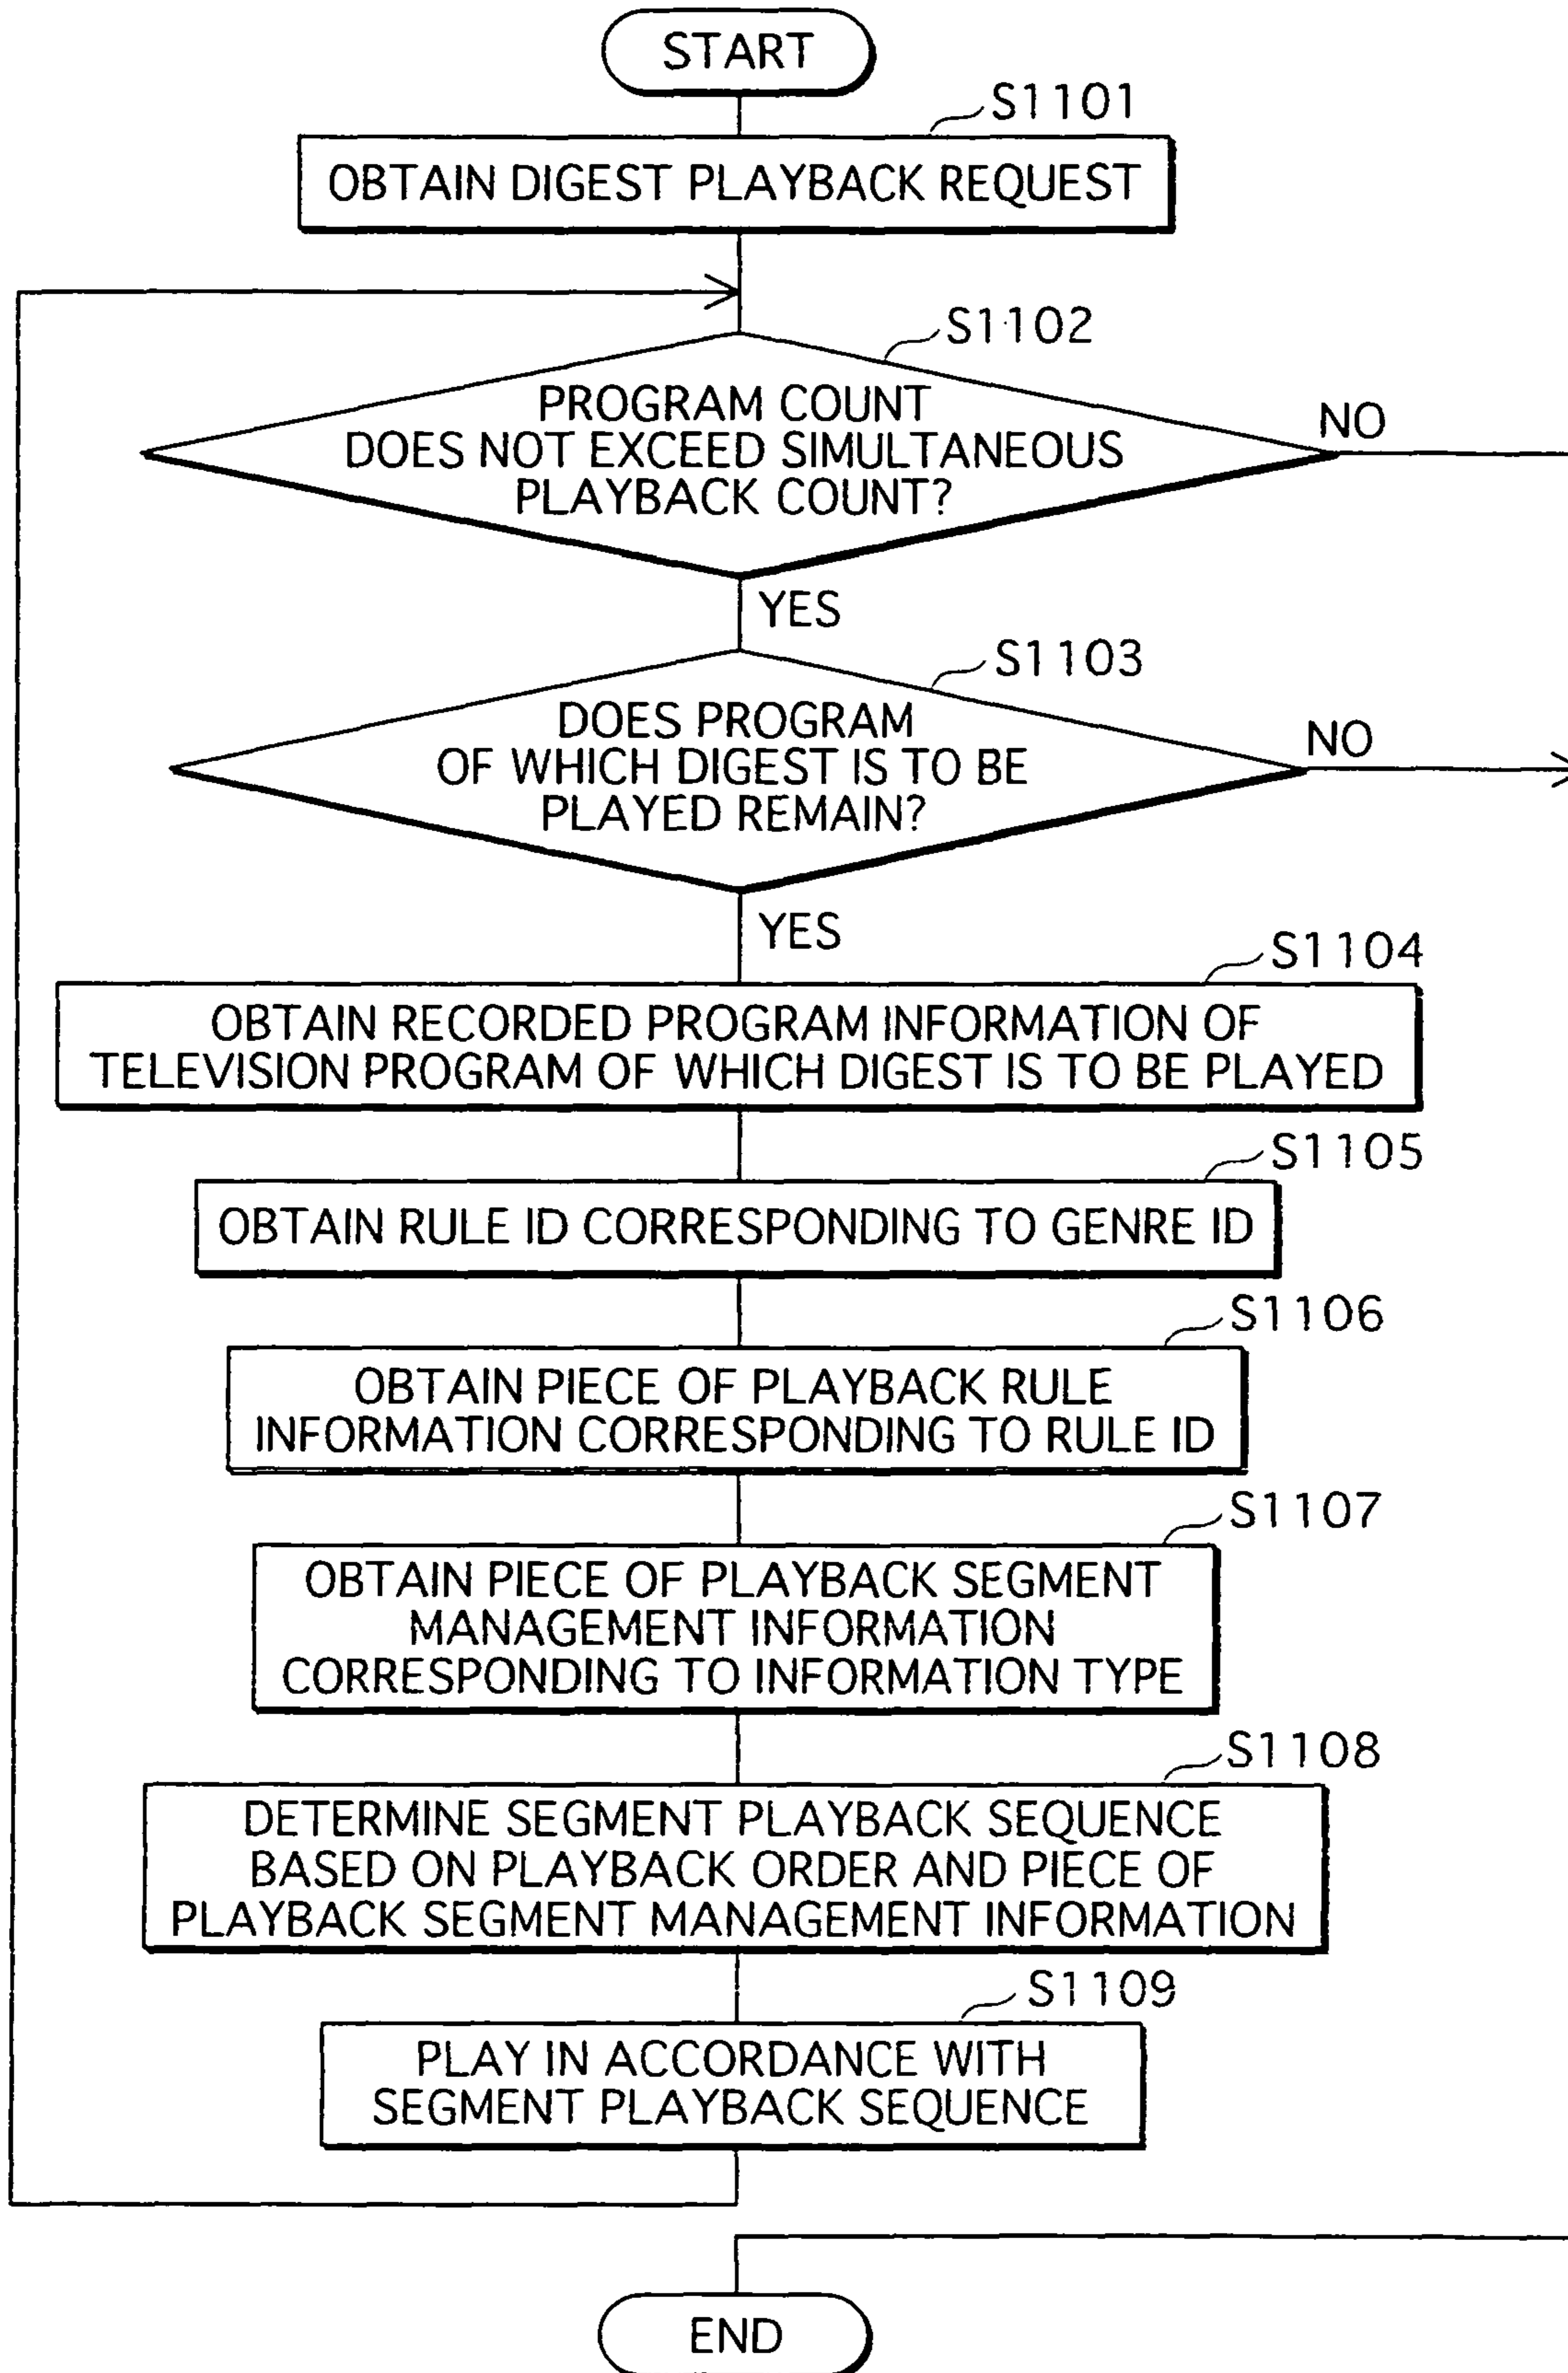 START
S1101
OBTAIN DIGEST PLAYBACK REQUEST
S1102
PROGRAM COUNT
DOES NOT EXCEED SIMULTANEOUS
PLAYBACK COUNT?
NO
YES
S1103
DOES PROGRAM
OF WHICH DIGEST IS TO BE
PLAYED REMAIN?
NO
YES
S1104
OBTAIN RECORDED PROGRAM INFORMATION OF
TELEVISION PROGRAM OF WHICH DIGEST IS TO BE PLAYED
S1105
OBTAIN RULE ID CORRESPONDING TO GENRE ID
S1106
OBTAIN PIECE OF PLAYBACK RULE
INFORMATION CORRESPONDING TO RULE ID
S1107
OBTAIN PIECE OF PLAYBACK SEGMENT
MANAGEMENT INFORMATION
CORRESPONDING TO INFORMATION TYPE
S1108
DETERMINE SEGMENT PLAYBACK SEQUENCE
BASED ON PLAYBACK ORDER AND PIECE OF
PLAYBACK SEGMENT MANAGEMENT INFORMATION
S1109
PLAY IN ACCORDANCE WITH
SEGMENT PLAYBACK SEQUENCE
END